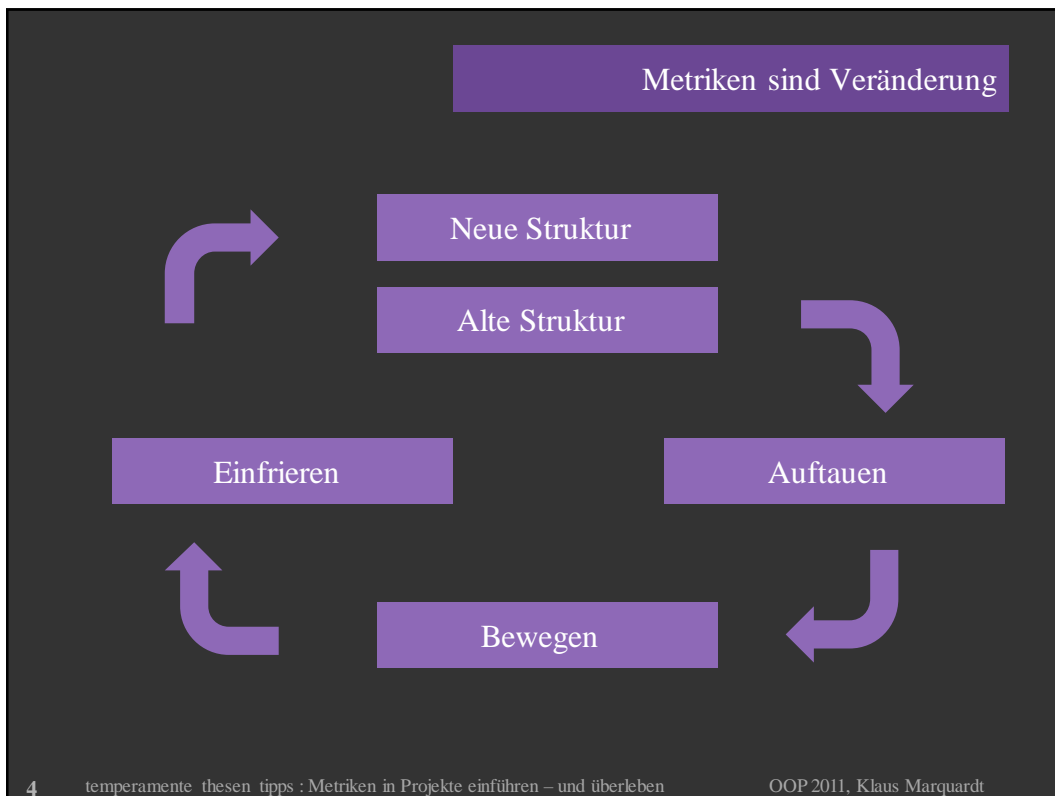 Metriken sind Veränderung
Neue Struktur
Alte Struktur
Einfrieren
Auftauen
Bewegen
4 temperamente thesen tipps : Metriken in Projekte einführen – und überleben OOP 2011, Klaus Marquardt